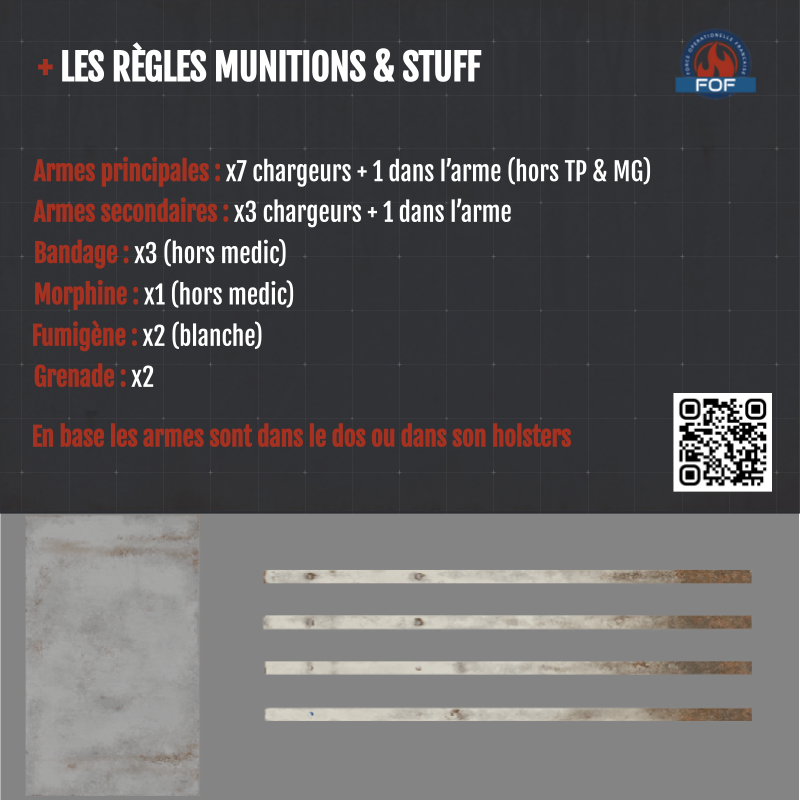 + LES RÈGLES MUNITIONS & STUFF
FORCE OPERATIONELLE FRANÇAISE
FOF
Armes principales : x7 chargeurs + 1 dans l'arme (hors TP & MG)
Armes secondaires : x3 chargeurs + 1 dans l'arme
Bandage : x3 (hors medic)
Morphine : x1 (hors medic)
Fumigène : x2 (blanche)
Grenade : x2
En base les armes sont dans le dos ou dans son holsters